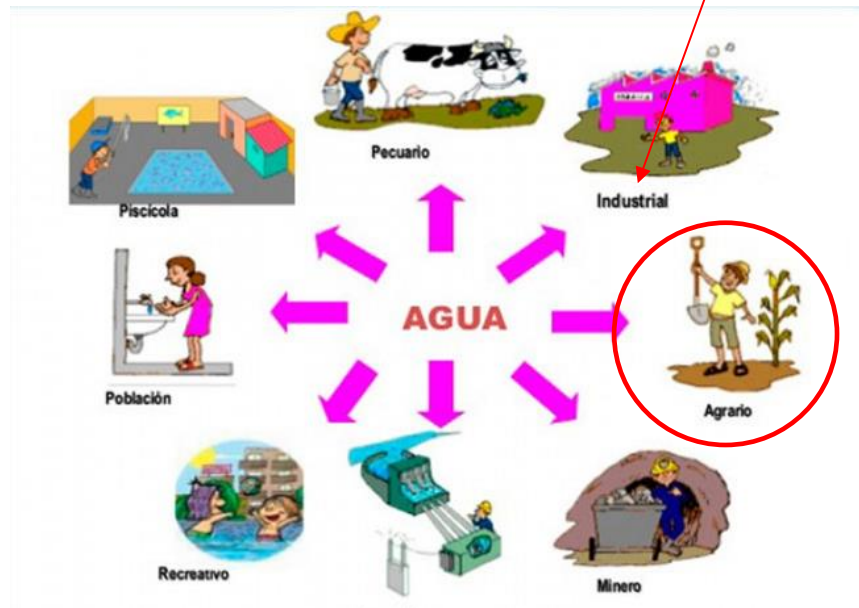 Pecuario
Industrial
Piscícola
AGUA
Población
Agrario
Recreativo
Minero